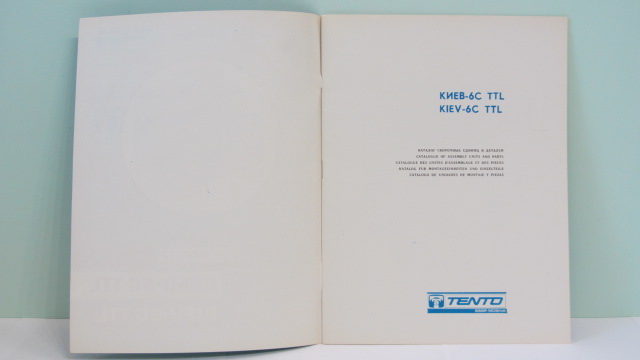 КИЕВ-6С TTL
KIEV-6C TTL
КАТАЛОГ СБОРОЧНЫХ ЕДИНИЦ И ДЕТАЛЕЙ
CATALOGUE OF ASSEMBLY UNITS AND PARTS
CATALOGUE DES UNITES D'ASSEMBLAGE ET DES PIECES
KATALOG FÜR MONTAGEEINHEITEN UND EINZELTEILE
CATALOGO DE UNIDADES DE MONTAJE Y PIEZAS
TENTO